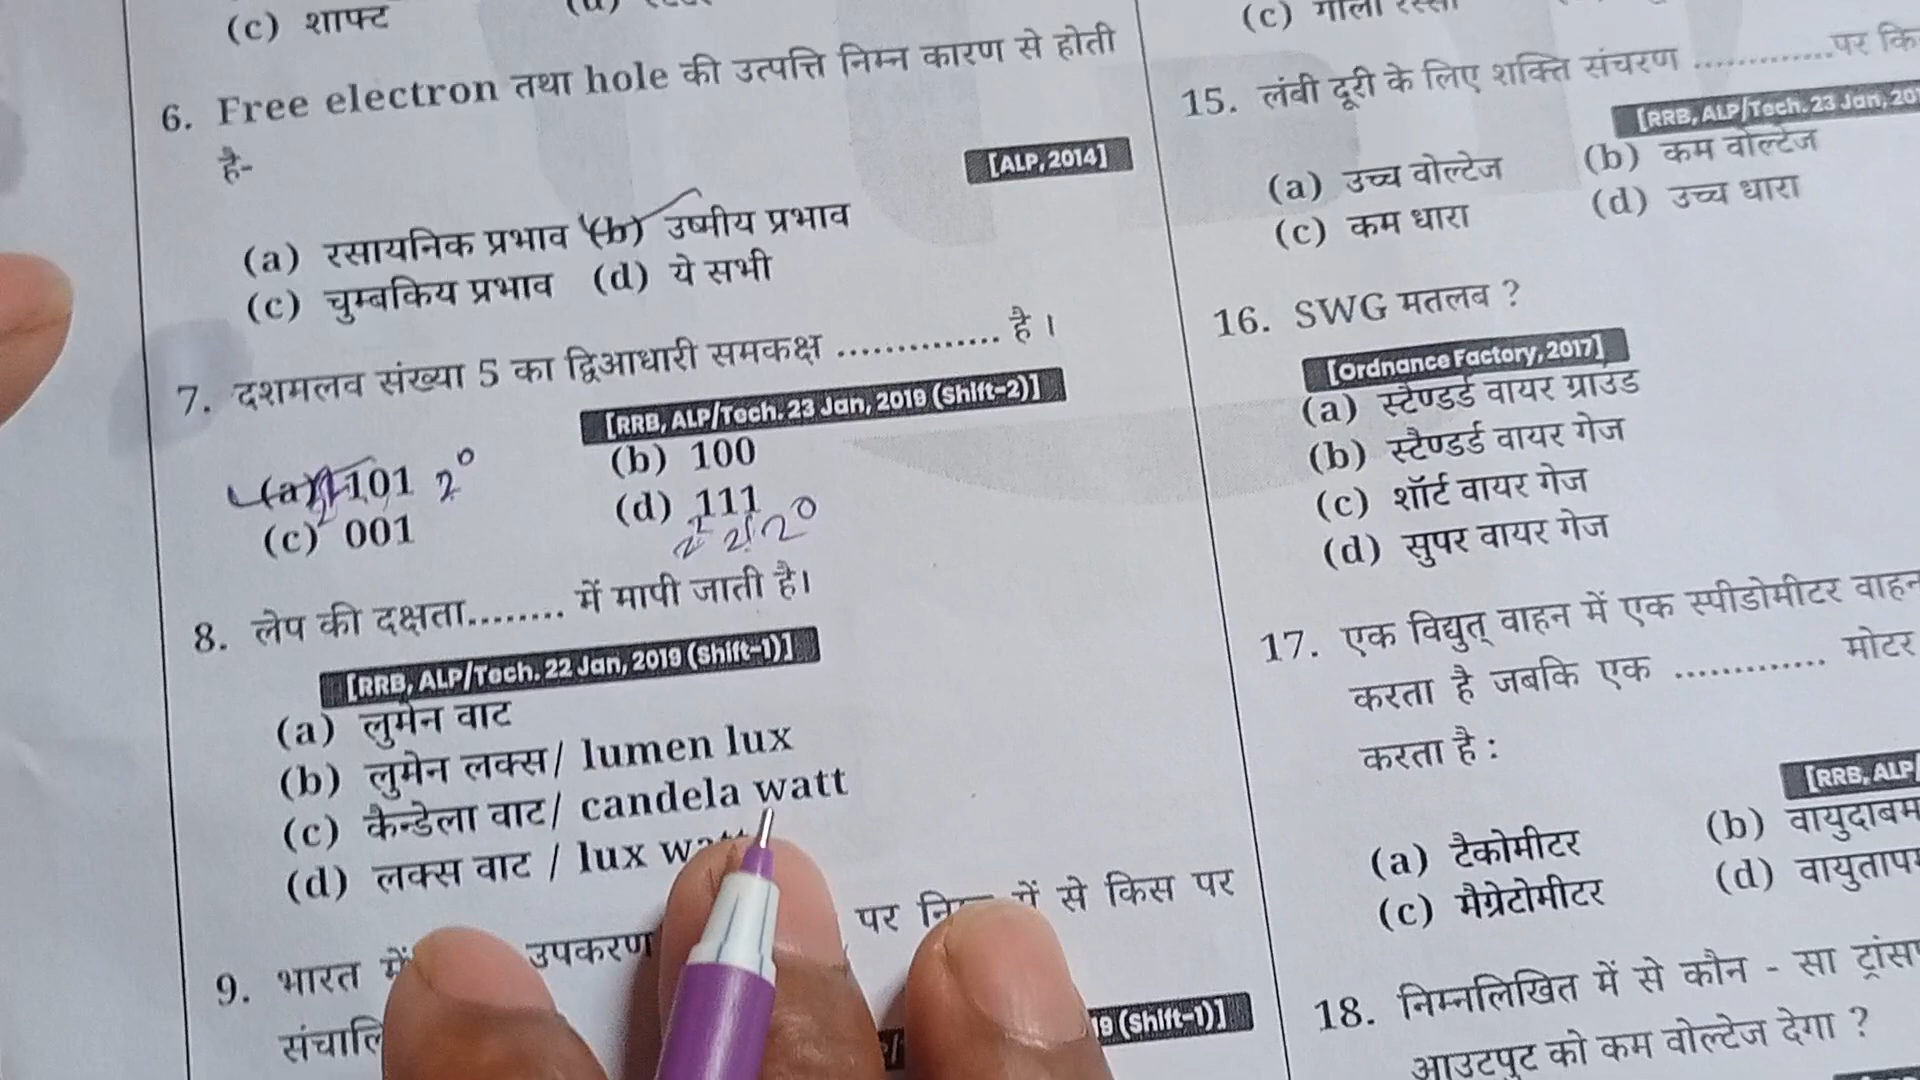 (c) शाफ्ट
6. Free electron तथा hole की उत्पत्ति निम्न कारण से होती
है-
[ALP, 2014]
(a) रसायनिक प्रभाव (b) उष्मीय प्रभाव
(c) चुम्बकिय प्रभाव (d) ये सभी
7. दशमलव संख्या 5 का द्विआधारी समकक्ष .............. है ।
[RRB, ALP/Tech. 23 Jan, 2019 (Shift-2)]
(a) 101 2⁰ (b) 100
(c) 001 (d) 111
2² 2¹ 2⁰
8. लेप की दक्षता........ में मापी जाती है।
[RRB, ALP/Tech. 22 Jan, 2019 (Shift-1)]
(a) लुमेन वाट
(b) लुमेन लक्स/ lumen lux
(c) कैन्डेला वाट/ candela watt
(d) लक्स वाट / lux
9. भारत में उपकरण पर में से किस पर
(Shift-1)]
15. लंबी दूरी के लिए शक्ति संचरण ............. पर
[RRB, ALP/Tech. 23 Jan,
(a) उच्च वोल्टेज (b) कम वोल्टेज
(c) कम धारा (d) उच्च धारा
16. SWG मतलब ?
[Ordnance Factory, 2017]
(a) स्टैण्डर्ड वायर ग्राउंड
(b) स्टैण्डर्ड वायर गेज
(c) शॉर्ट वायर गेज
(d) सुपर वायर गेज
17. एक विद्युत् वाहन में एक स्पीडोमीटर वाहन
करता है जबकि एक ............. मोटर
करता है :
[RRB, ALP
(a) टैकोमीटर (b)
(c) मैग्नेटोमीटर (d)
18. निम्नलिखित में से कौन - सा
आउटपुट को कम वोल्टेज देगा ?